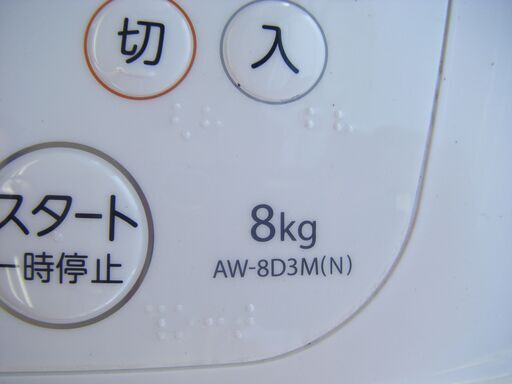 切
入
スタート
一時停止
8kg
AW-8D3M(N)